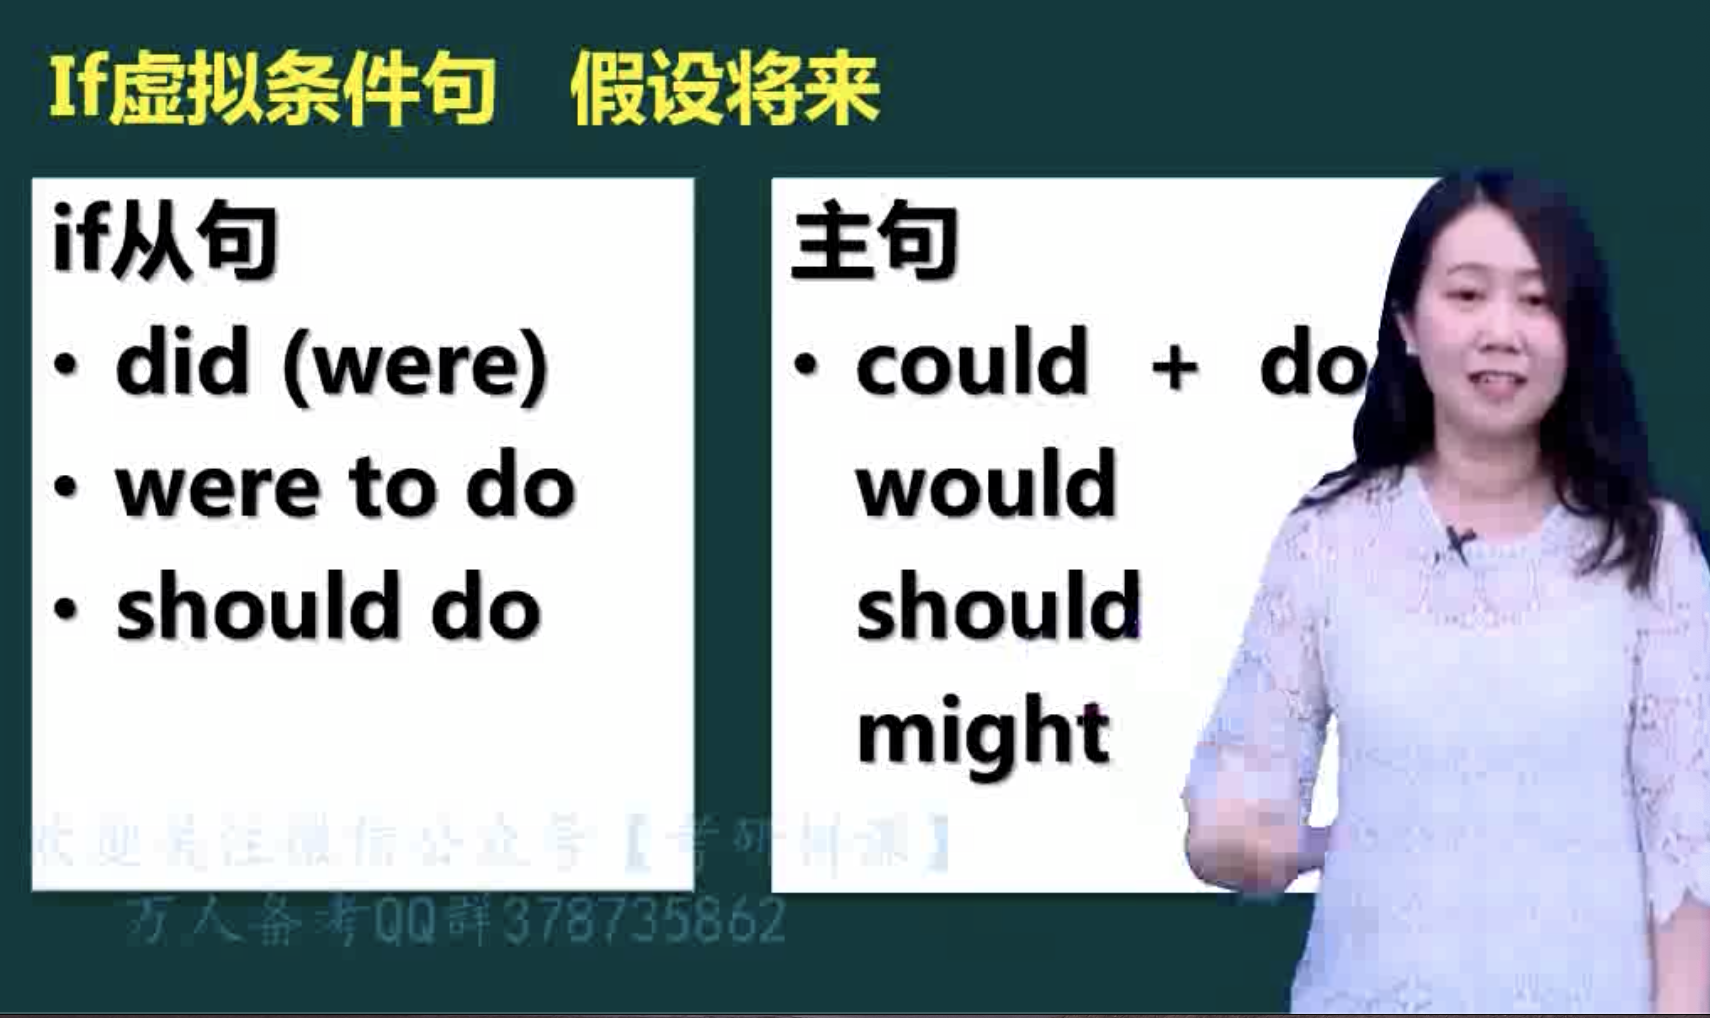 If虚拟条件句 假设将来
if从句
• did (were)
• were to do
• should do
主句
• could + do
would
should
might
欢迎关注微信公众号【考研
万人备考QQ群378735862